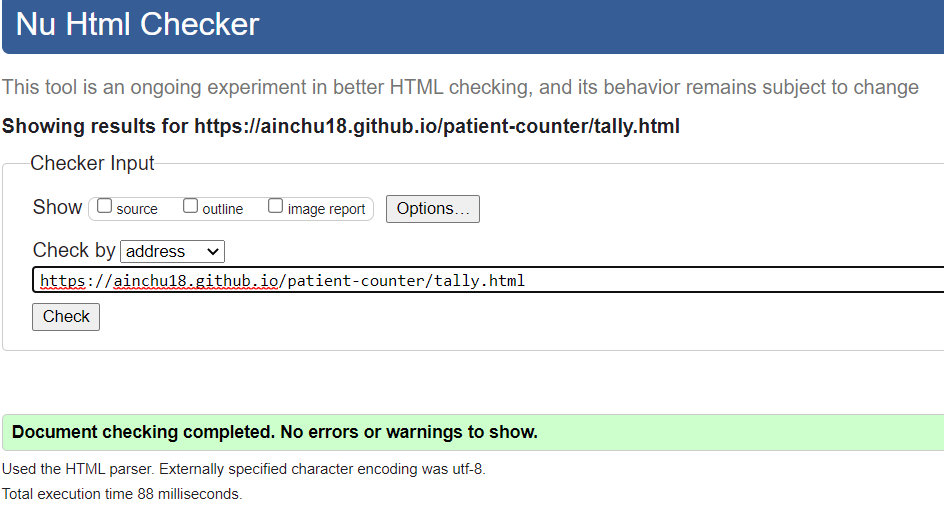 Nu Html Checker
This tool is an ongoing experiment in better HTML checking, and its behavior remains subject to change
Showing results for https://ainchu18.github.io/patient-counter/tally.html
Checker Input
Show source outline image report Options…
Check by address
https://ainchu18.github.io/patient-counter/tally.html
Check
Document checking completed. No errors or warnings to show.
Used the HTML parser. Externally specified character encoding was utf-8.
Total execution time 88 milliseconds.